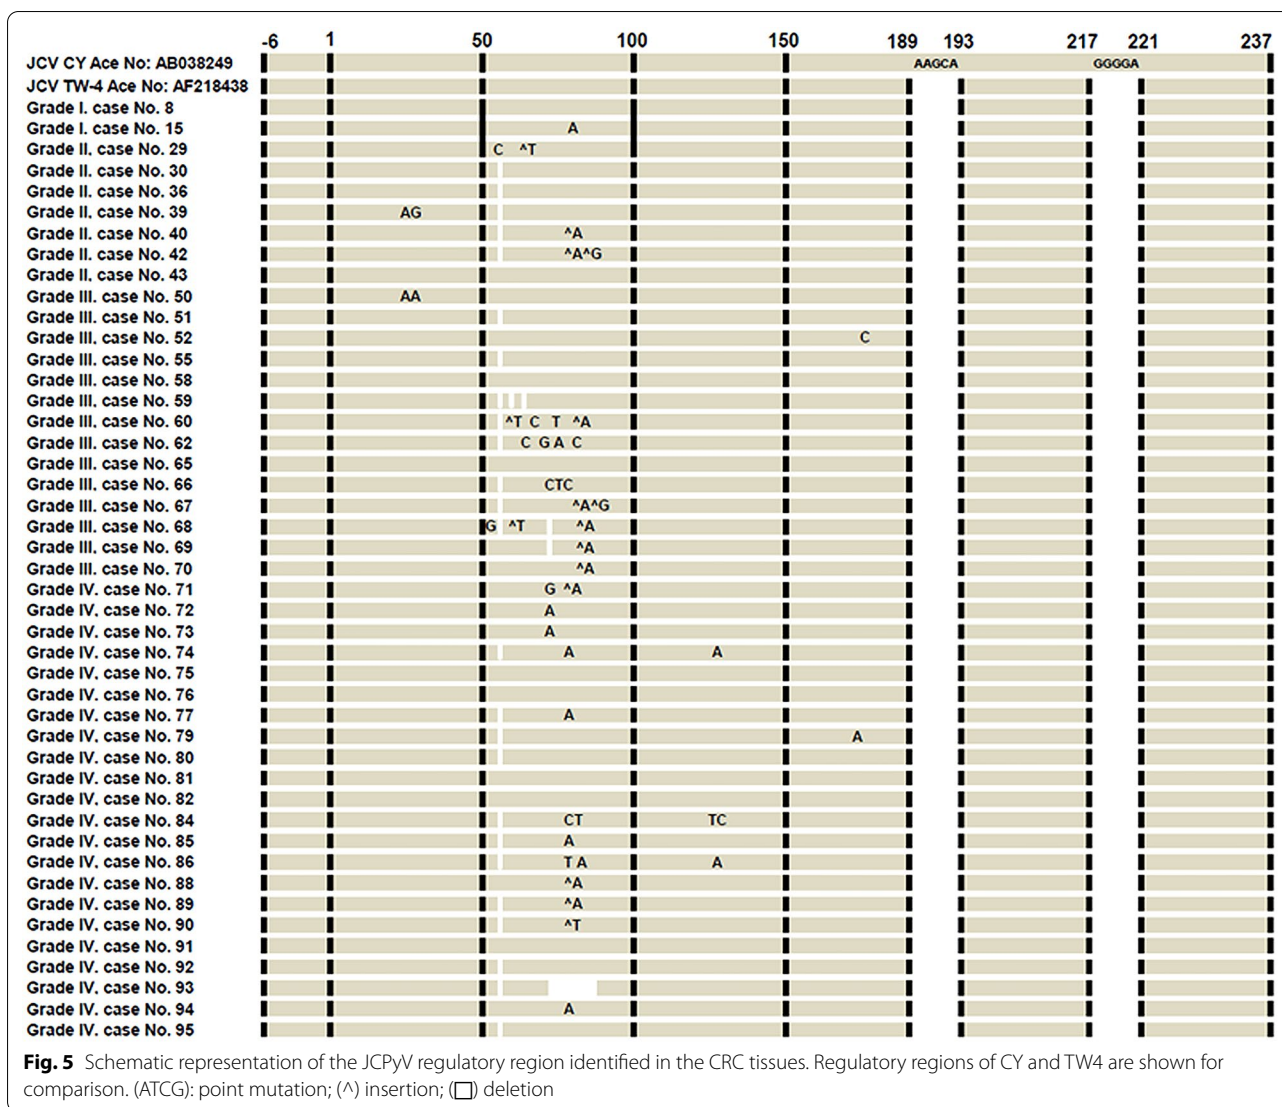 -6 1 50 100 150 189 193 217 221 237
JCV CY Ace No: AB038249 AAGCA GGGGA
JCV TW-4 Ace No: AF218438
Grade I. case No. 8
Grade I. case No. 15 A
Grade II. case No. 29 C ^T
Grade II. case No. 30
Grade II. case No. 36
Grade II. case No. 39 AG
Grade II. case No. 40 ^A
Grade II. case No. 42 ^A^G
Grade II. case No. 43
Grade III. case No. 50 AA
Grade III. case No. 51
Grade III. case No. 52 C
Grade III. case No. 55
Grade III. case No. 58
Grade III. case No. 59
Grade III. case No. 60 ^T C T ^A
Grade III. case No. 62 C G A C
Grade III. case No. 65
Grade III. case No. 66 CTC
Grade III. case No. 67 ^A^G
Grade III. case No. 68 G ^T ^A
Grade III. case No. 69 ^A
Grade III. case No. 70 ^A
Grade IV. case No. 71 G ^A
Grade IV. case No. 72 A
Grade IV. case No. 73 A
Grade IV. case No. 74 A A
Grade IV. case No. 75
Grade IV. case No. 76
Grade IV. case No. 77 A
Grade IV. case No. 79 A
Grade IV. case No. 80
Grade IV. case No. 81
Grade IV. case No. 82
Grade IV. case No. 84 CT TC
Grade IV. case No. 85 A
Grade IV. case No. 86 T A A
Grade IV. case No. 88 ^A
Grade IV. case No. 89 ^A
Grade IV. case No. 90 ^T
Grade IV. case No. 91
Grade IV. case No. 92
Grade IV. case No. 93
Grade IV. case No. 94 A
Grade IV. case No. 95
Fig. 5 Schematic representation of the JCPyV regulatory region identified in the CRC tissues. Regulatory regions of CY and TW4 are shown for
comparison. (ATCG): point mutation; (^) insertion; (□) deletion